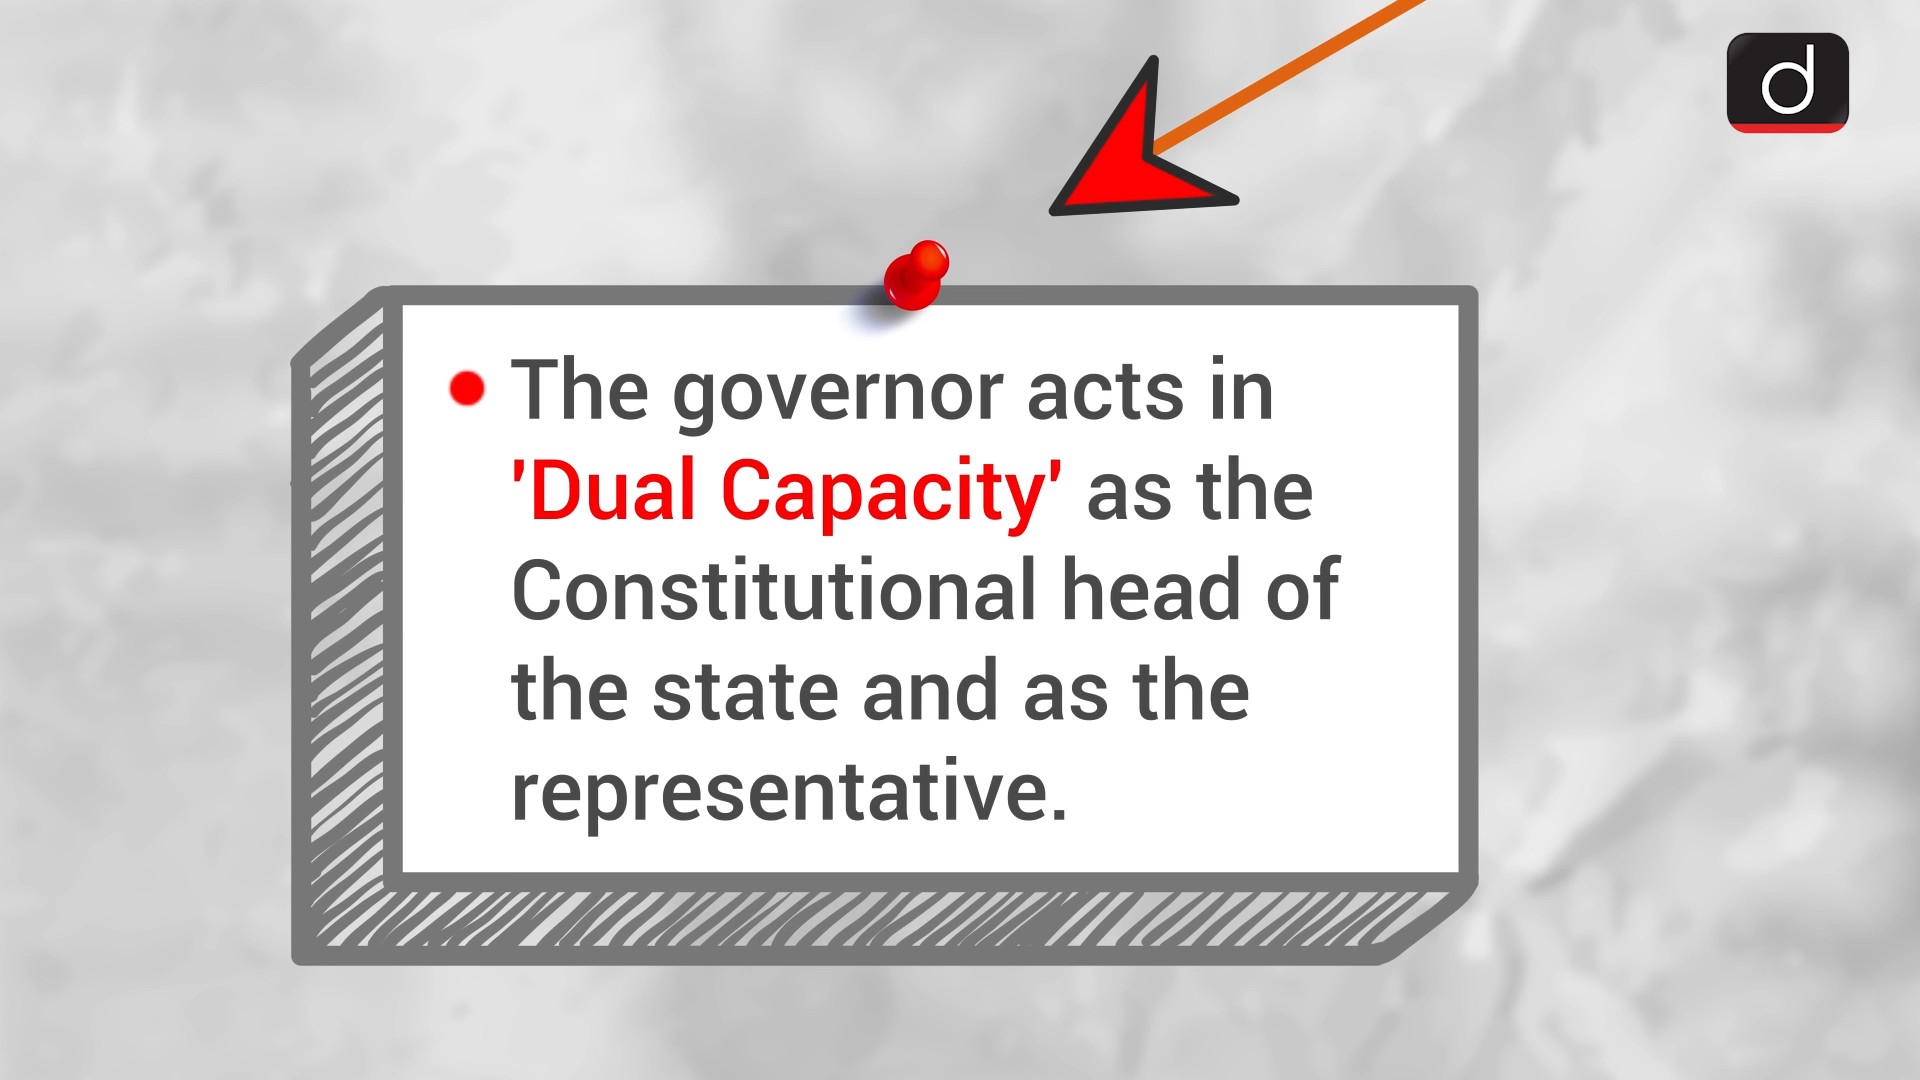 d
The governor acts in
'Dual Capacity' as the
Constitutional head of
the state and as the
representative.